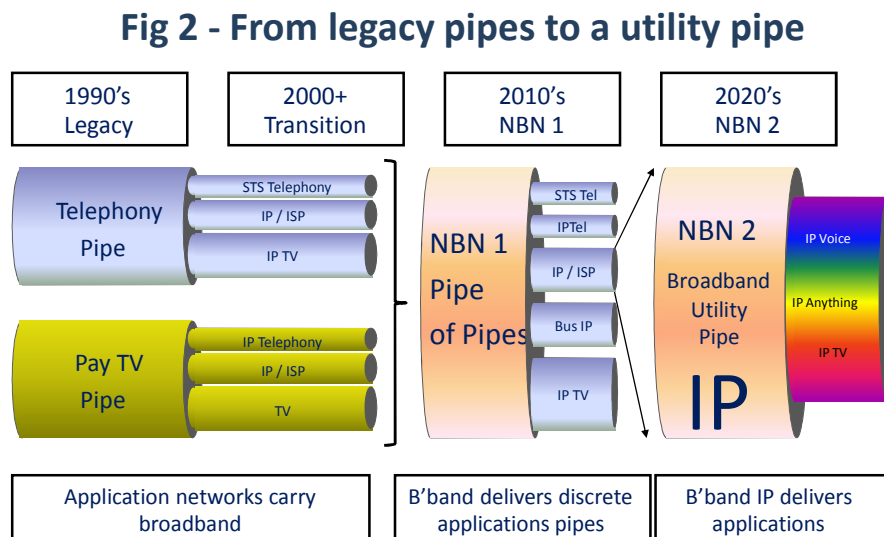 Fig 2 - From legacy pipes to a utility pipe
1990's
Legacy
2000+
Transition
2010's
NBN 1
2020's
NBN 2
Telephony
Pipe
STS Telephony
IP / ISP
IP TV
Pay TV
Pipe
IP Telephony
IP / ISP
TV
NBN 1
Pipe
of Pipes
STS Tel
IPTel
IP / ISP
Bus IP
IP TV
NBN 2
Broadband
Utility
Pipe
IP
IP Voice
IP Anything
IP TV
Application networks carry
broadband
B'band delivers discrete
applications pipes
B'band IP delivers
applications